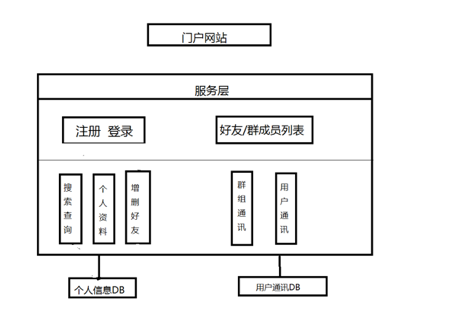 门户网站
服务层
注册 登录
好友/群成员列表
搜索查询
个人资料
增删好友
群组通讯
用户通讯
个人信息DB
用户通讯DB